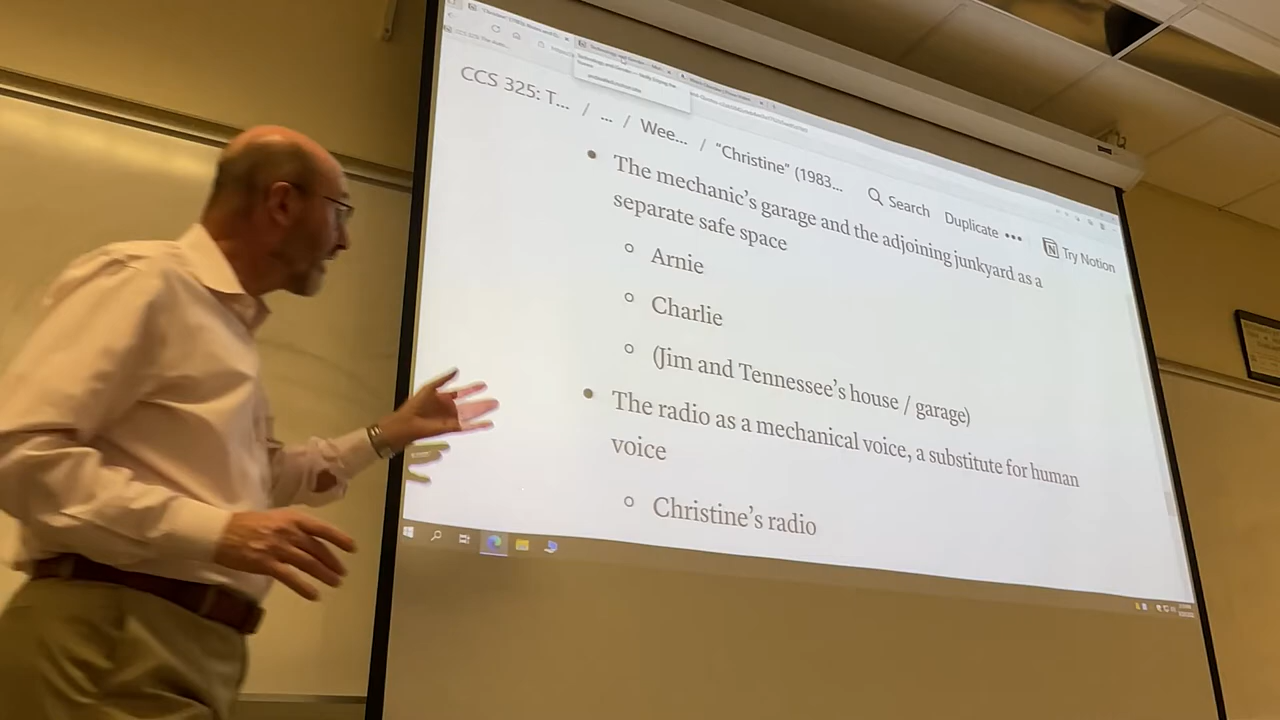 CCS 325: T... / ... / Wee... / "Christine" (1983...
Search Duplicate ••• Try Notion
• The mechanic's garage and the adjoining junkyard as a
separate safe space
○ Arnie
○ Charlie
○ (Jim and Tennessee's house / garage)
• The radio as a mechanical voice, a substitute for human
voice
○ Christine's radio